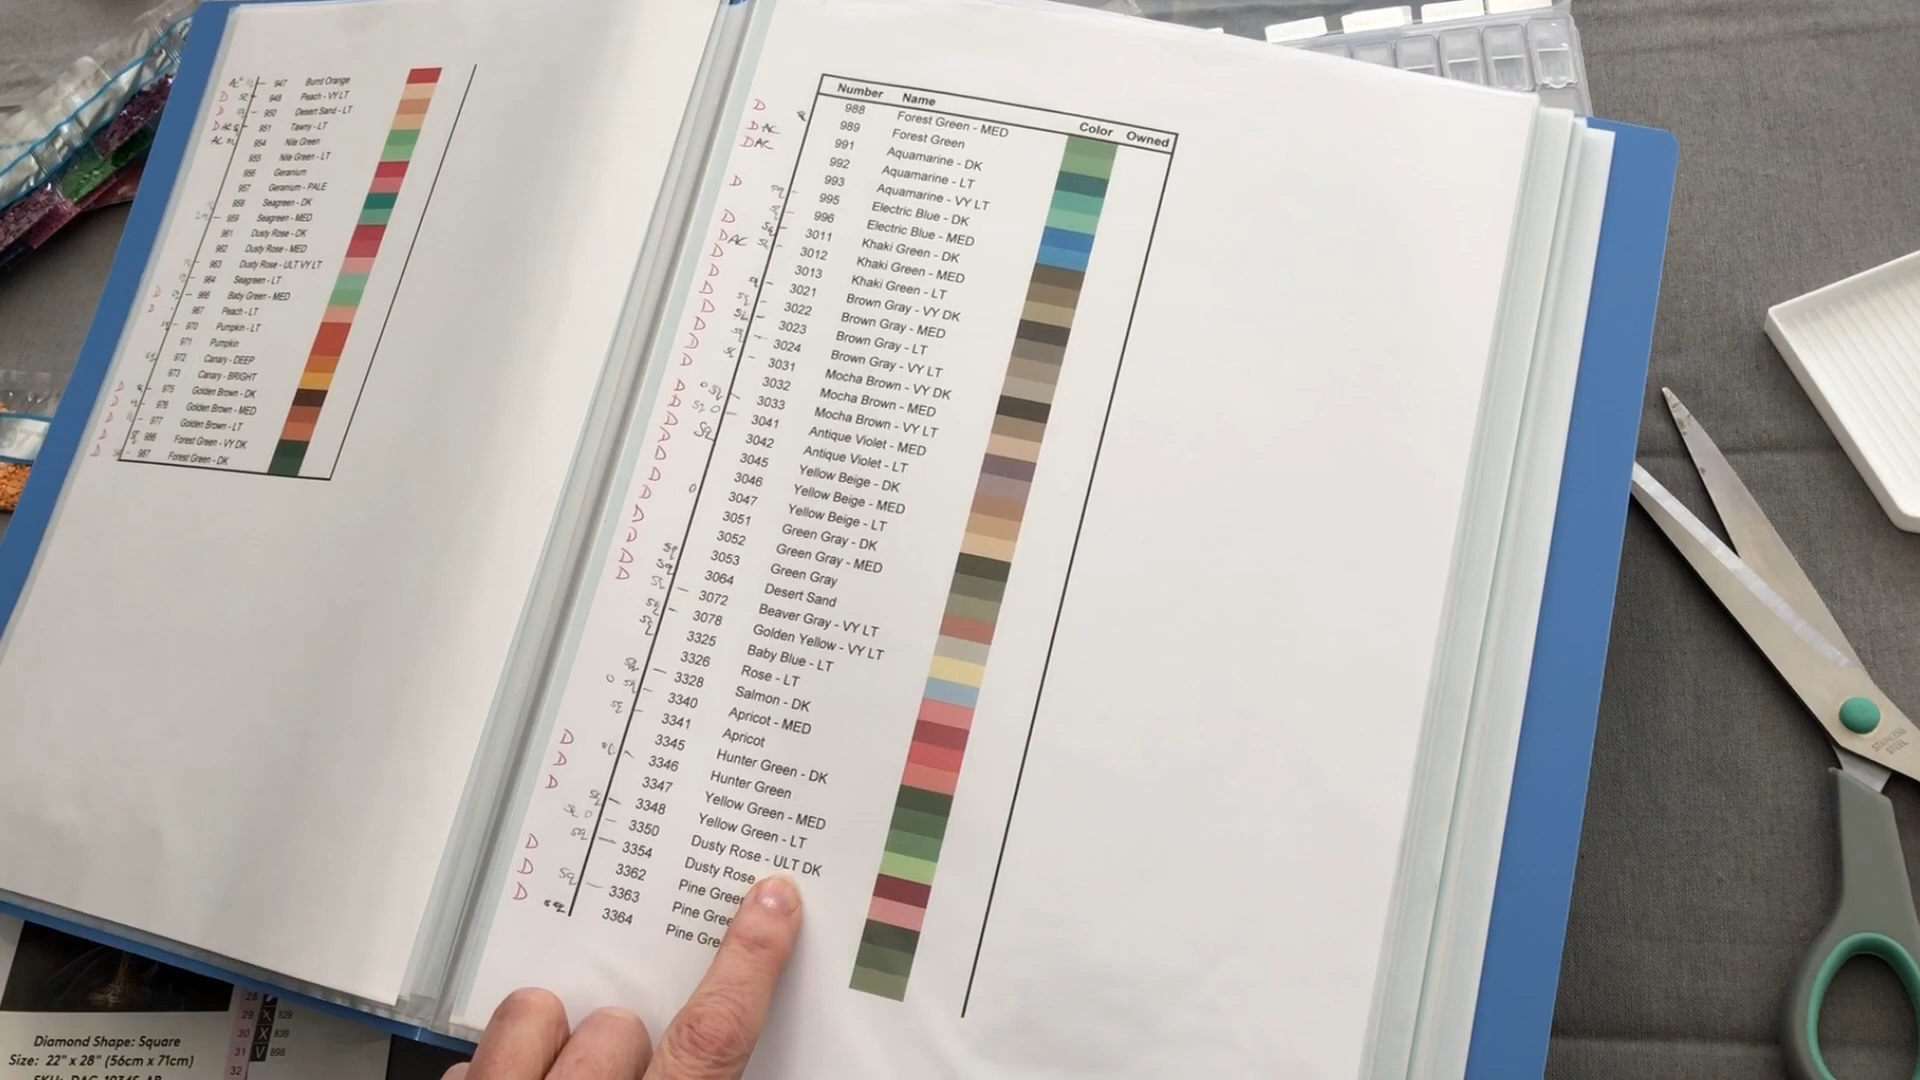 947 Burnt Orange
948 Peach - VY LT
950 Desert Sand - LT
951 Tawny - LT
954 Nile Green
955 Nile Green - LT
956 Geranium
957 Geranium - PALE
958 Seagreen - DK
959 Seagreen - MED
961 Dusty Rose - DK
962 Dusty Rose - MED
963 Dusty Rose - ULT VY LT
964 Seagreen - LT
966 Baby Green - MED
967 Peach - LT
970 Pumpkin - LT
971 Pumpkin
972 Canary - DEEP
973 Canary - BRIGHT
975 Golden Brown - DK
976 Golden Brown - MED
977 Golden Brown - LT
986 Forest Green - VY DK
987 Forest Green - DK
Number Name Color Owned
988 Forest Green - MED
989 Forest Green
991 Aquamarine - DK
992 Aquamarine - LT
993 Aquamarine - VY LT
995 Electric Blue - DK
996 Electric Blue - MED
3011 Khaki Green - DK
3012 Khaki Green - MED
3013 Khaki Green - LT
3021 Brown Gray - VY DK
3022 Brown Gray - MED
3023 Brown Gray - LT
3024 Brown Gray - VY LT
3031 Mocha Brown - VY DK
3032 Mocha Brown - MED
3033 Mocha Brown - VY LT
3041 Antique Violet - MED
3042 Antique Violet - LT
3045 Yellow Beige - DK
3046 Yellow Beige - MED
3047 Yellow Beige - LT
3051 Green Gray - DK
3052 Green Gray - MED
3053 Green Gray
3064 Desert Sand
3072 Beaver Gray - VY LT
3078 Golden Yellow - VY LT
3325 Baby Blue - LT
3326 Rose - LT
3328 Salmon - DK
3340 Apricot - MED
3341 Apricot
3345 Hunter Green - DK
3346 Hunter Green
3347 Yellow Green - MED
3348 Yellow Green - LT
3350 Dusty Rose - ULT DK
3354 Dusty Rose
3362 Pine Green
3363 Pine Gree
3364 Pine Gre
Diamond Shape: Square
Size: 22" x 28" (56cm x 71cm)
28
29 X 829
30 X 839
31 V 898
32
STAINLESS STEEL